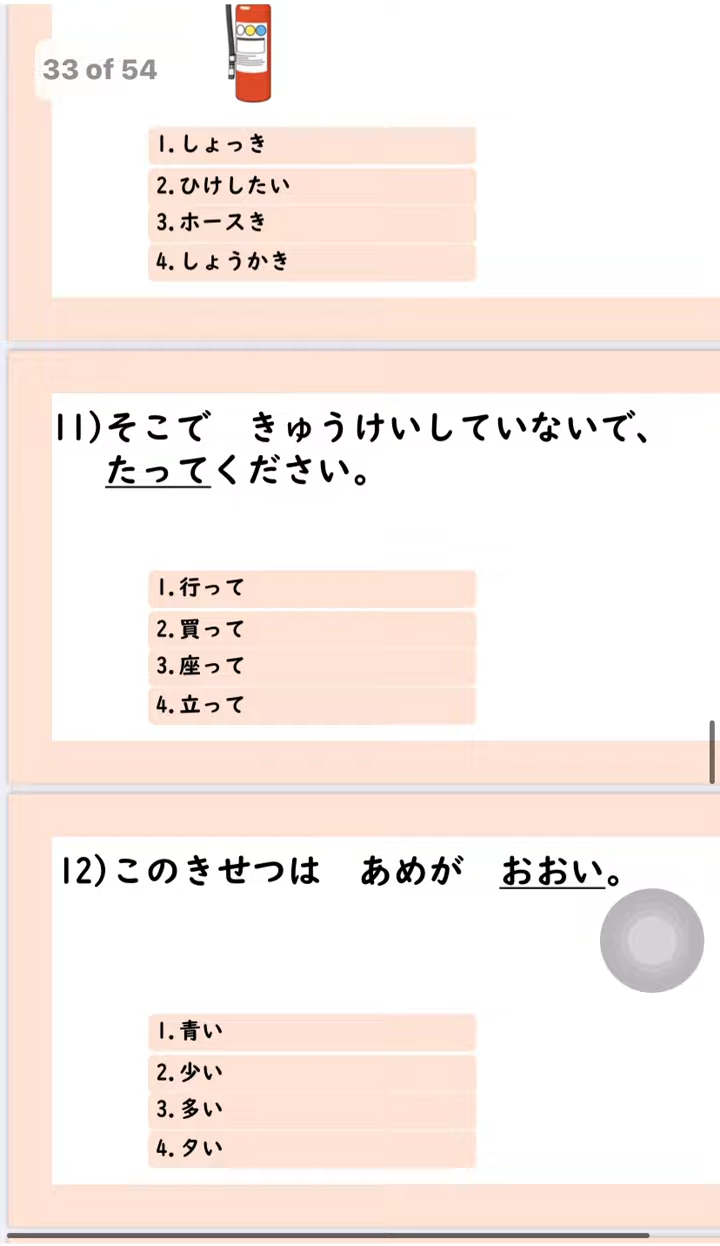 33 of 54
1.しょっき
2.ひけしたい
3.ホースき
4.しょうかき
11)そこで　きゅうけいしていないで、
たってください。
1.行って
2.買って
3.座って
4.立って
12)このきせつは　あめが　おおい。
1.青い
2.少い
3.多い
4.夕い